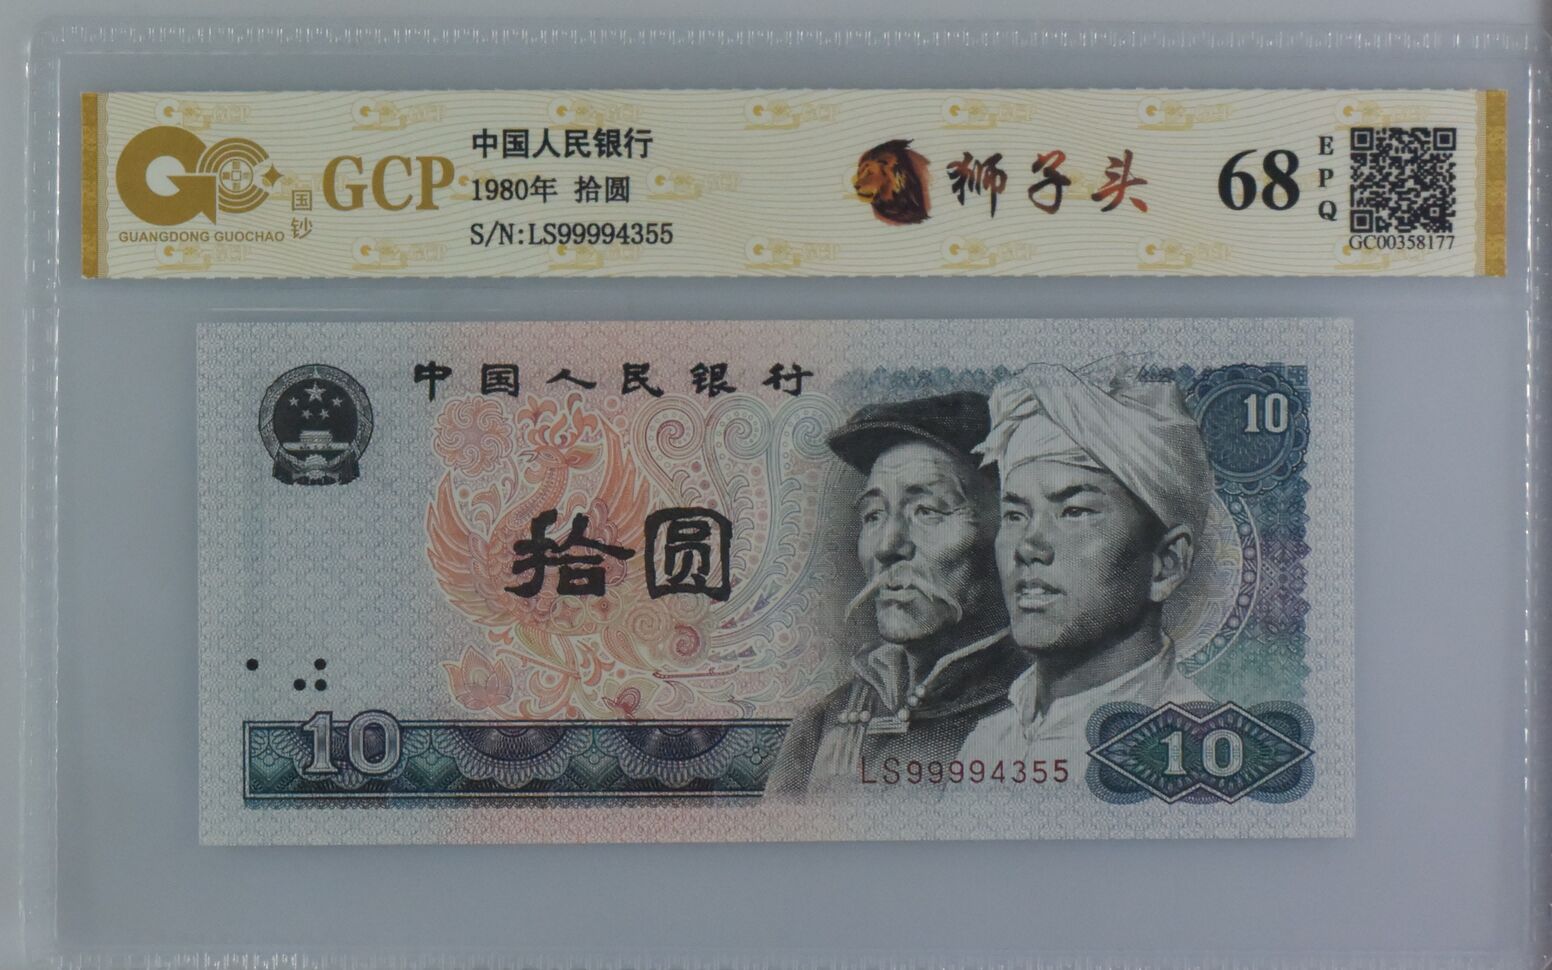 GC
GUANGDONG GUOCHAO
国钞
GCP
中国人民银行
1980年 拾圆
S/N:LS99994355
狮子头
68
EPQ
GC00358177
中国人民银行
10
拾圆
10
LS99994355
10